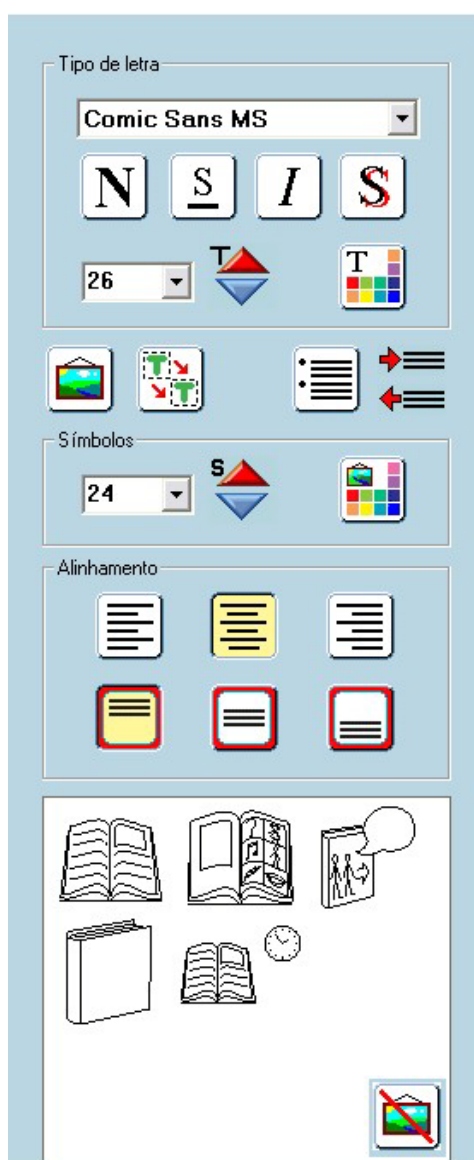 Tipo de letra
Comic Sans MS
N S I S
26 T T
Símbolos
24 S
Alinhamento